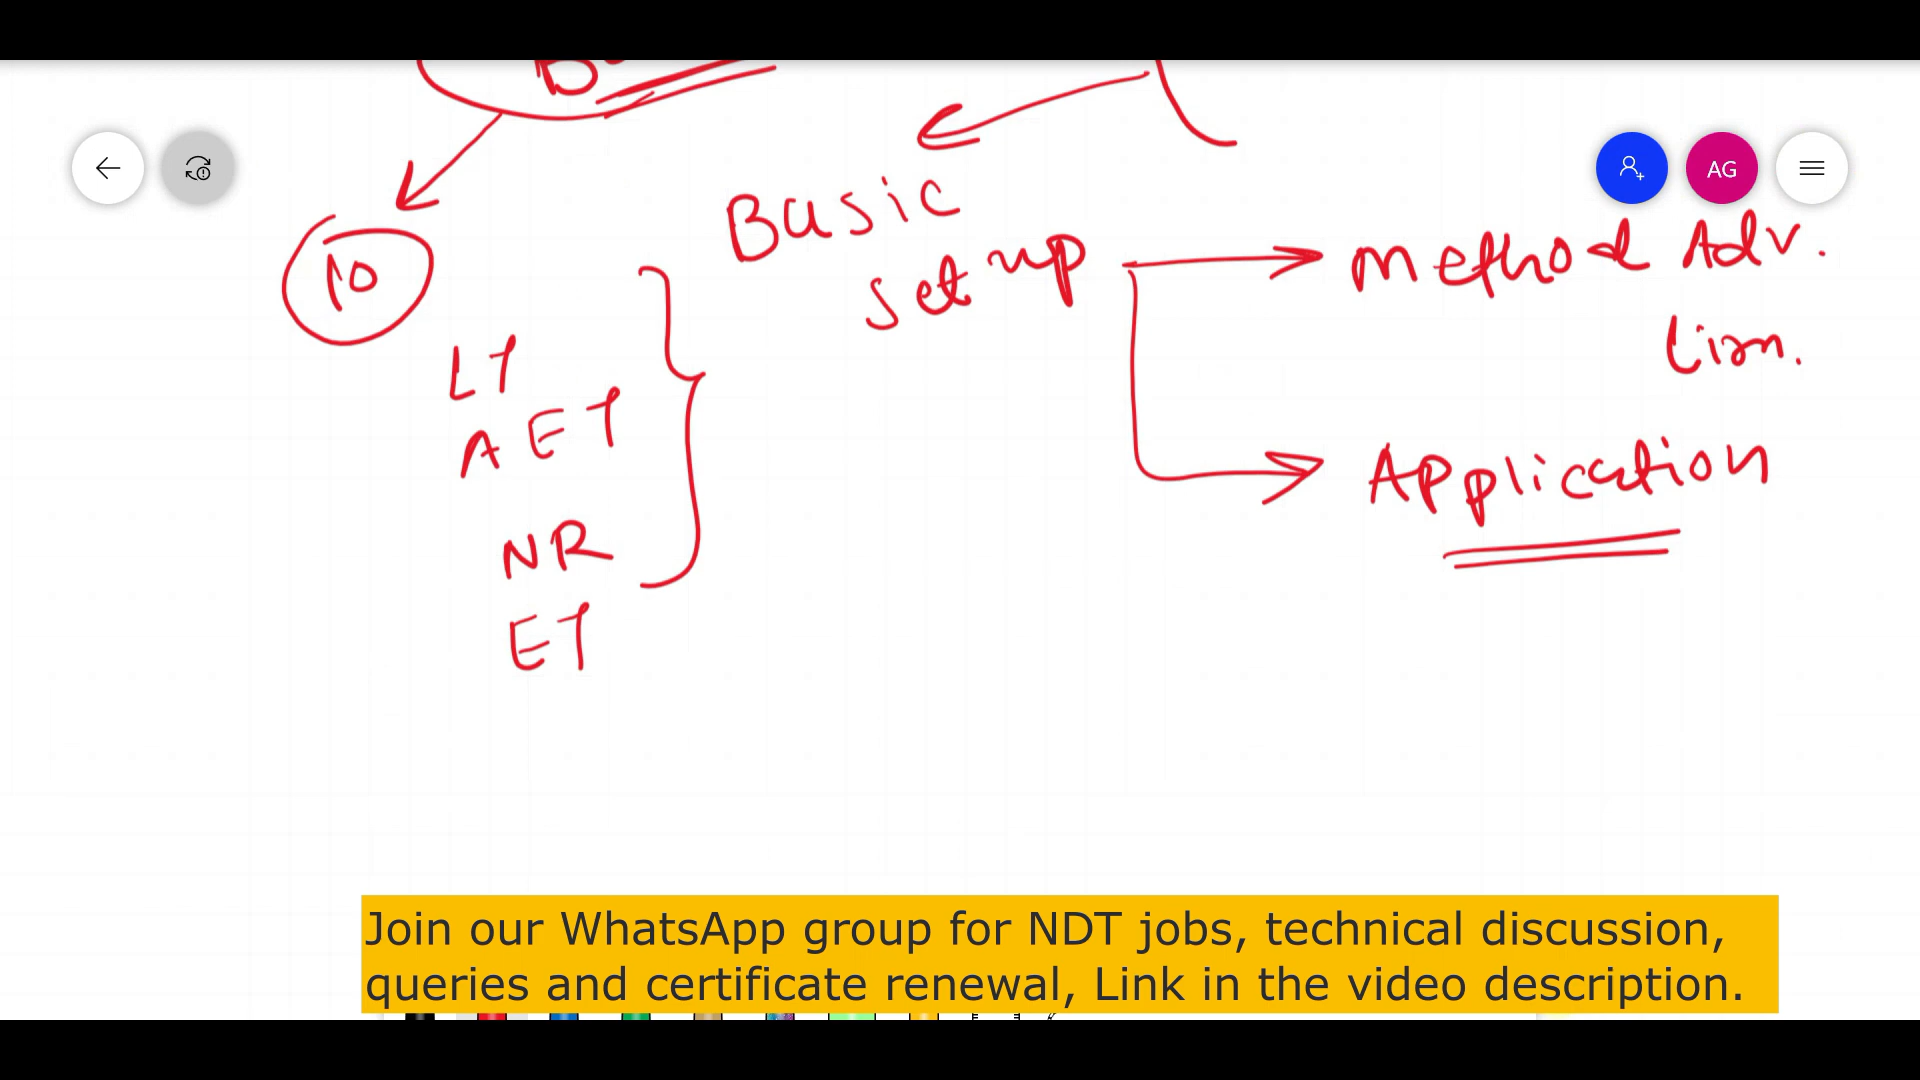 AG
10
Basic
set up
Method Adv.
Lim.
LT
AET
Application
NR
ET
Join our WhatsApp group for NDT jobs, technical discussion,
queries and certificate renewal, Link in the video description.